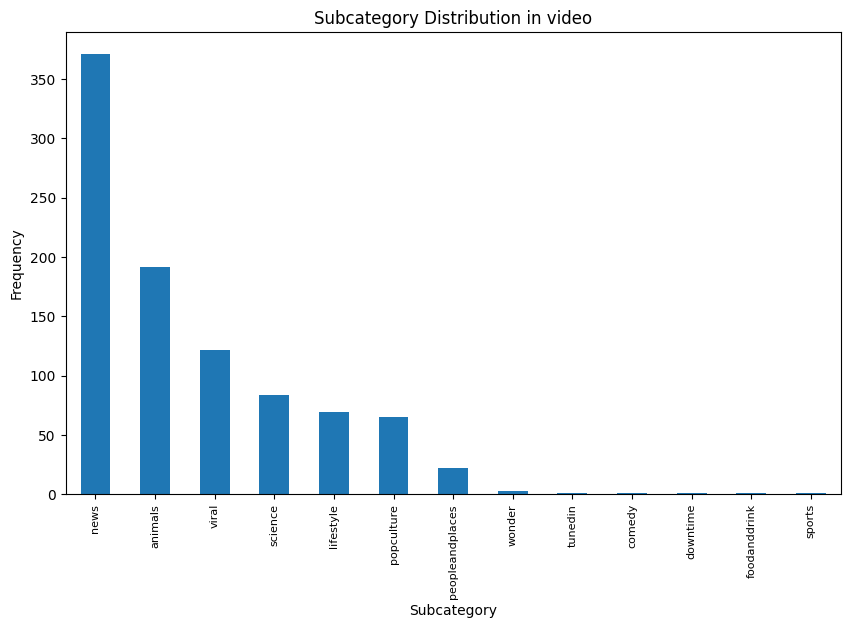 Subcategory Distribution in video
Frequency
350
300
250
200
150
100
50
0
news
animals
viral
science
lifestyle
popculture
peopleandplaces
wonder
tunedin
comedy
downtime
foodanddrink
sports
Subcategory